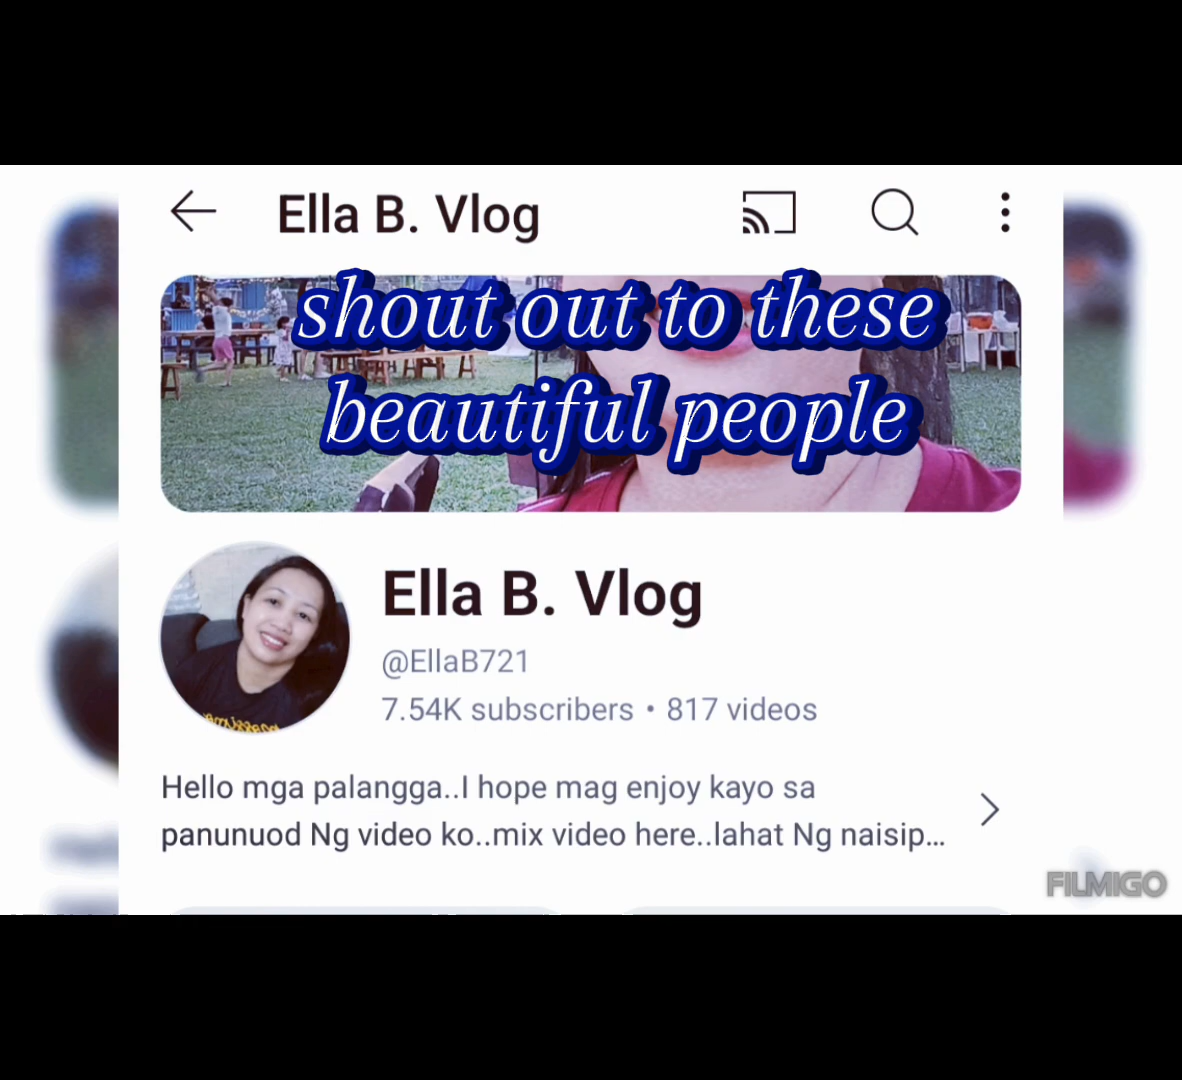 Ella B. Vlog
shout out to these
beautiful people
Ella B. Vlog
@EllaB721
7.54K subscribers • 817 videos
Hello mga palangga..I hope mag enjoy kayo sa
panunuod Ng video ko..mix video here..lahat Ng naisip...
FILMIGO